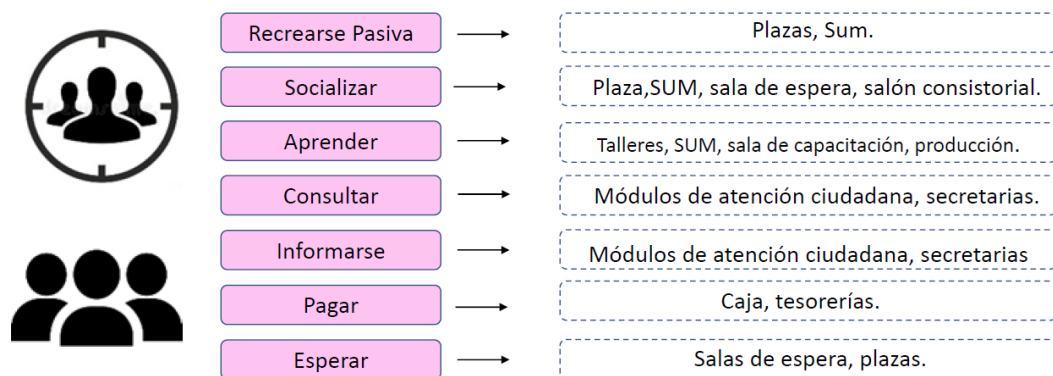 Recrearse Pasiva
Plazas, Sum.
Socializar
Plaza,SUM, sala de espera, salón consistorial.
Aprender
Talleres, SUM, sala de capacitación, producción.
Consultar
Módulos de atención ciudadana, secretarias.
Informarse
Módulos de atención ciudadana, secretarias
Pagar
Caja, tesorerías.
Esperar
Salas de espera, plazas.